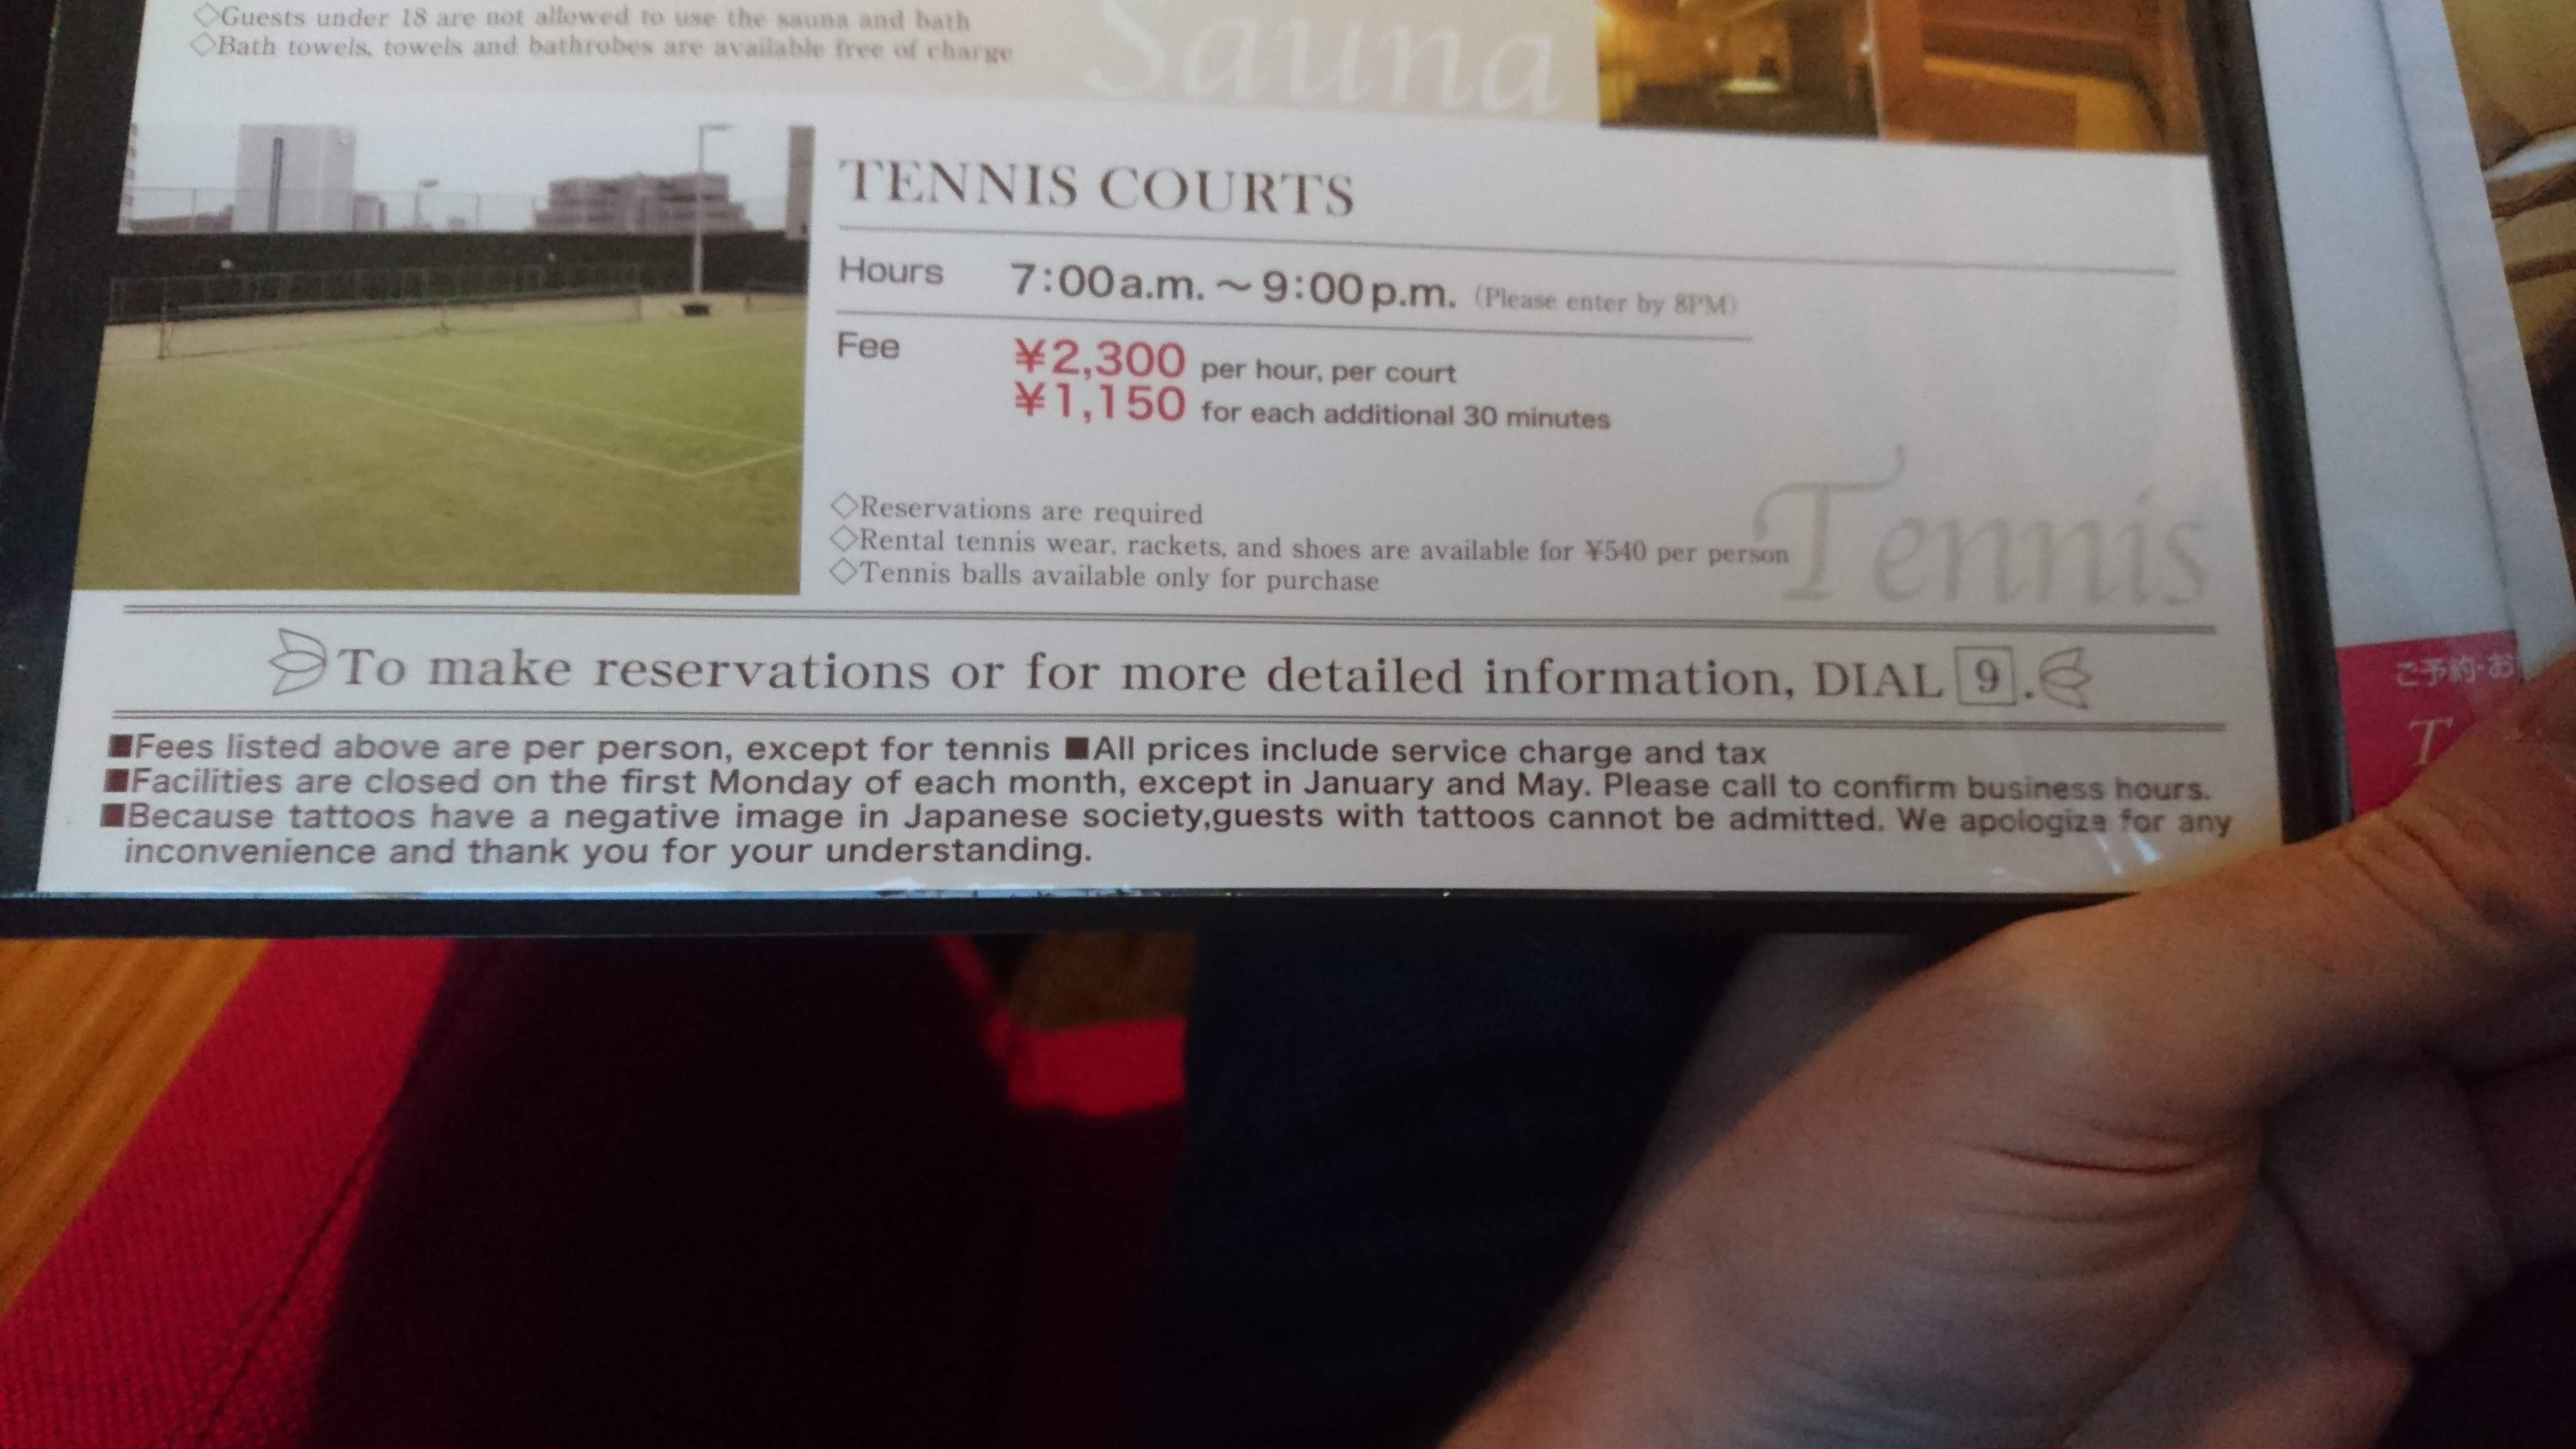 ◇Guests under 18 are not allowed to use the sauna and bath
◇Bath towels, towels and bathrobes are available free of charge
Sauna
TENNIS COURTS
Hours 7:00a.m.～9:00p.m. (Please enter by 8PM)
Fee ¥2,300 per hour, per court
¥1,150 for each additional 30 minutes
◇Reservations are required
◇Rental tennis wear, rackets, and shoes are available for ¥540 per person
◇Tennis balls available only for purchase
Tennis
To make reservations or for more detailed information, DIAL 9.
■Fees listed above are per person, except for tennis ■All prices include service charge and tax
■Facilities are closed on the first Monday of each month, except in January and May. Please call to confirm business hours.
■Because tattoos have a negative image in Japanese society,guests with tattoos cannot be admitted. We apologize for any
inconvenience and thank you for your understanding.
ご予約・お